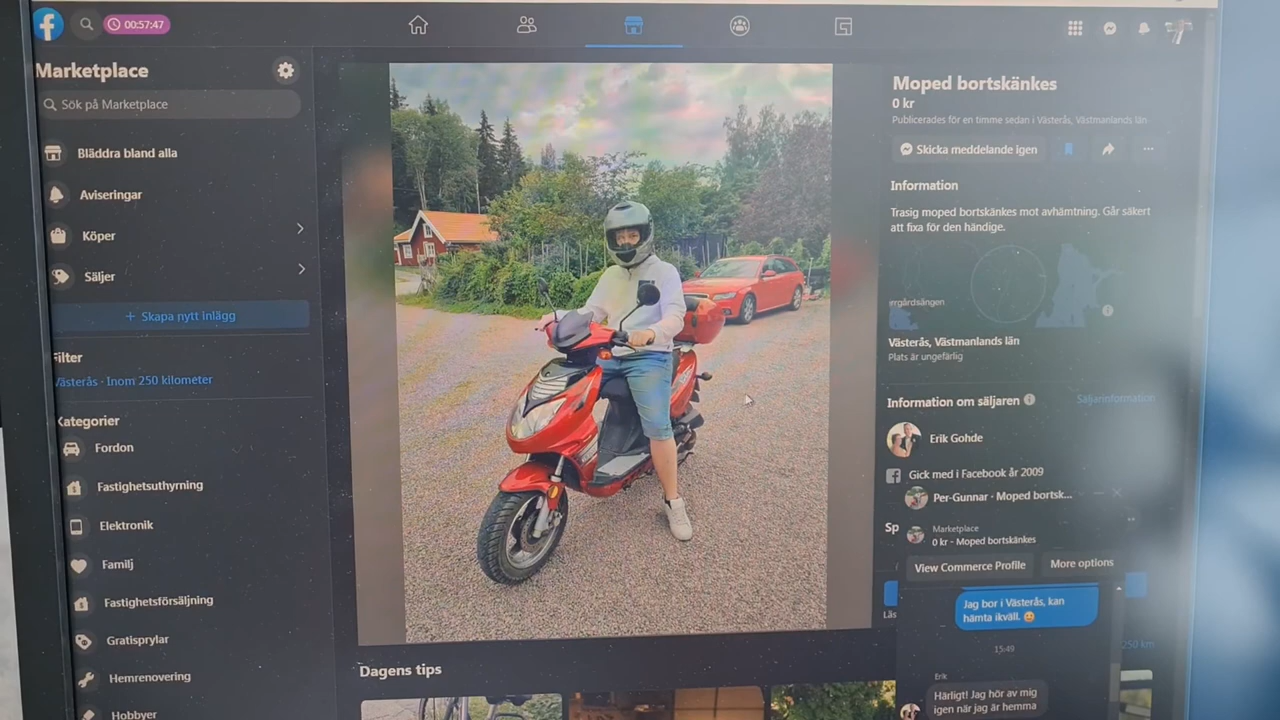 00:57:47
Marketplace
Sök på Marketplace
Bläddra bland alla
Aviseringar
Köper
Säljer
+ Skapa nytt inlägg
Filter
Västerås · Inom 250 kilometer
Kategorier
Fordon
Fastighetsuthyrning
Elektronik
Familj
Fastighetsförsäljning
Gratisprylar
Hemrenovering
Hobbyer
Dagens tips
Moped bortskänkes
0 kr
Publicerades för en timme sedan i Västerås, Västmanlands län
Skicka meddelande igen
Information
Trasig moped bortskänkes mot avhämtning. Går säkert
att fixa för den händige.
ergårdsängen
Västerås, Västmanlands län
Plats är ungefärlig
Information om säljaren
Säljarinformation
Erik Gohde
Gick med i Facebook år 2009
Per-Gunnar · Moped bortsk...
Sp
Marketplace
0 kr - Moped bortskänkes
View Commerce Profile
More options
Läs
Jag bor i Västerås, kan
hämta ikväll. 😃
250 km
15:49
Erik
Härligt! Jag hör av mig
igen när jag är hemma